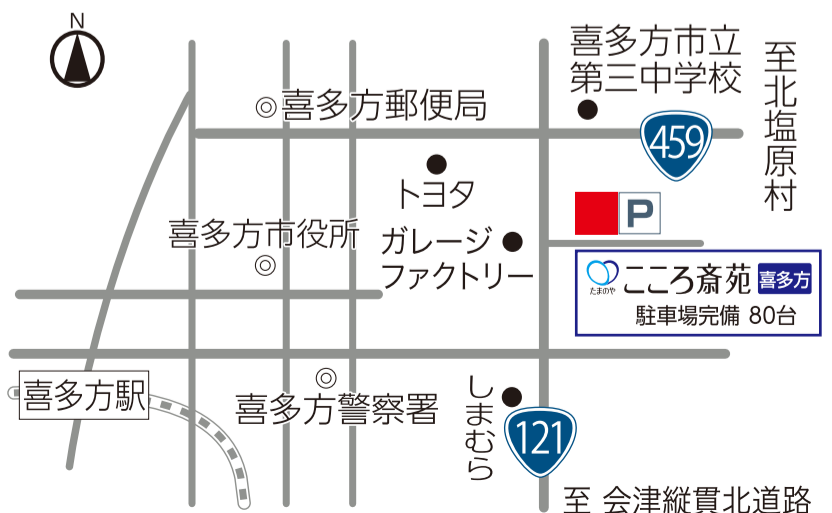 N
喜多方市立
第三中学校
至北塩原村
喜多方郵便局
459
トヨタ
P
喜多方市役所
ガレージ
ファクトリー
たまのや
こころ斎苑 喜多方
駐車場完備 80台
喜多方駅
喜多方警察署
しまむら
121
至 会津縦貫北道路